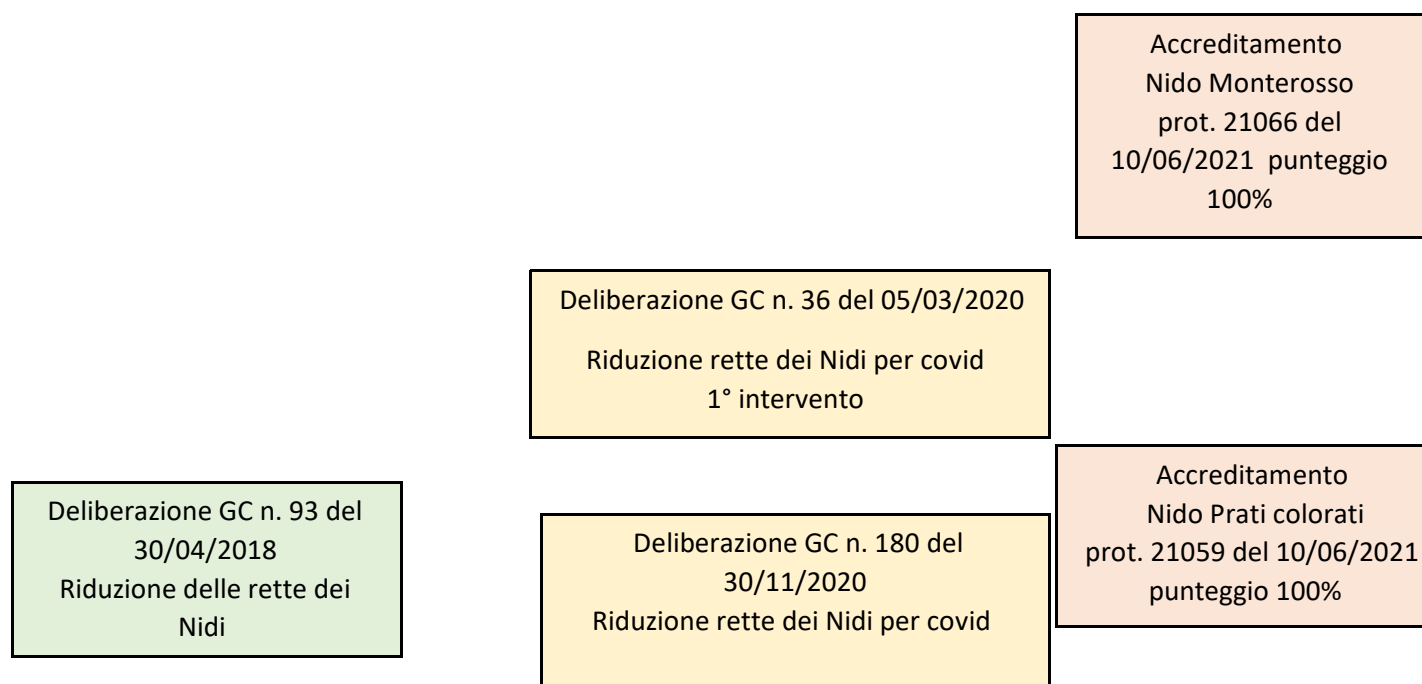 Accreditamento
Nido Monterosso
prot. 21066 del
10/06/2021 punteggio
100%
Deliberazione GC n. 36 del 05/03/2020
Riduzione rette dei Nidi per covid
1° intervento
Deliberazione GC n. 93 del
30/04/2018
Riduzione delle rette dei
Nidi
Deliberazione GC n. 180 del
30/11/2020
Riduzione rette dei Nidi per covid
Accreditamento
Nido Prati colorati
prot. 21059 del 10/06/2021
punteggio 100%